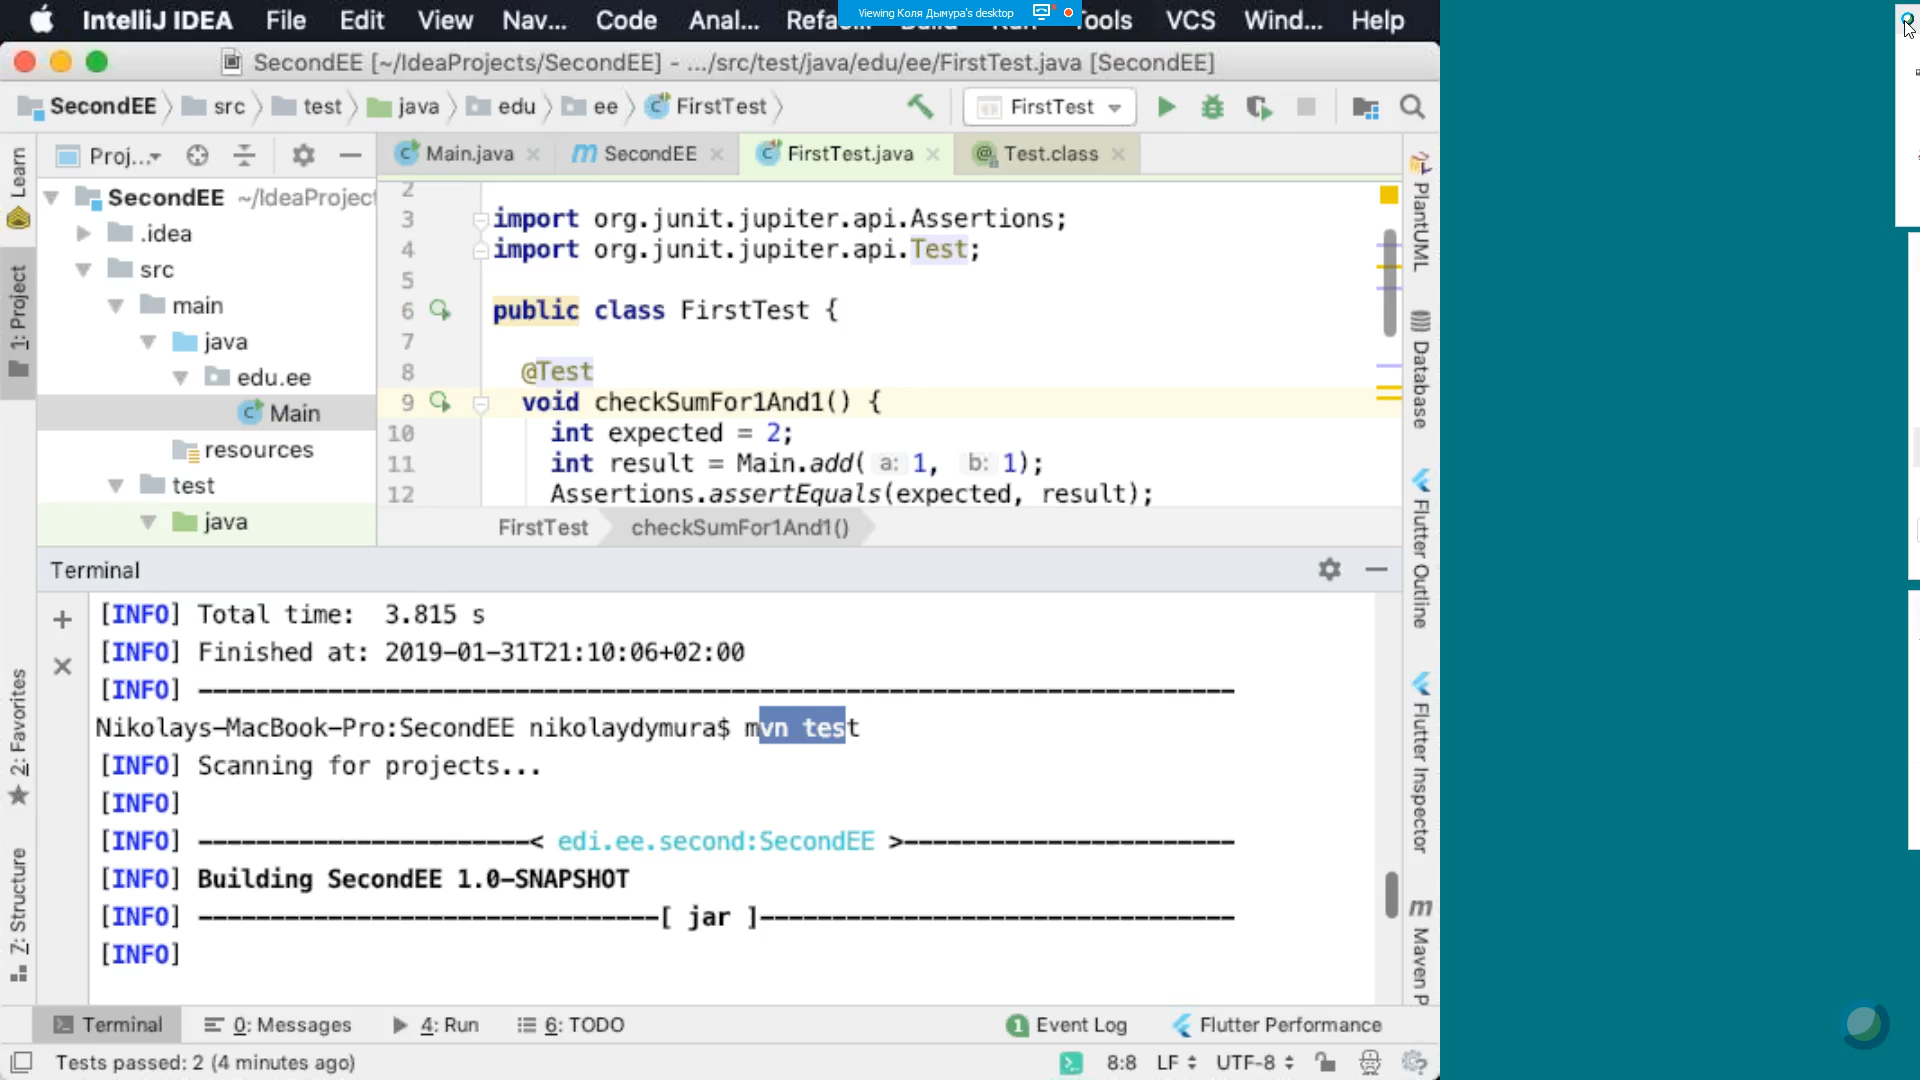 IntelliJ IDEA File Edit View Nav... Code Anal... Refa... Build Run Tools VCS Wind... Help
Viewing Коля Дымура's desktop
SecondEE [~/IdeaProjects/SecondEE] - .../src/test/java/edu/ee/FirstTest.java [SecondEE]
SecondEE src test java edu ee FirstTest
FirstTest
Proj...
Main.java SecondEE FirstTest.java Test.class
Learn
1: Project
2: Favorites
7: Structure
SecondEE ~/IdeaProject
.idea
src
main
java
edu.ee
Main
resources
test
java
2
3 import org.junit.jupiter.api.Assertions;
4 import org.junit.jupiter.api.Test;
5
6 public class FirstTest {
7
8 @Test
9 void checkSumFor1And1() {
10 int expected = 2;
11 int result = Main.add( a: 1, b: 1);
12 Assertions.assertEquals(expected, result);
FirstTest checkSumFor1And1()
PlantUML
Database
Flutter Outline
Flutter Inspector
Maven P
Terminal
[INFO] Total time: 3.815 s
[INFO] Finished at: 2019-01-31T21:10:06+02:00
[INFO] ------------------------------------------------------------------------
Nikolays-MacBook-Pro:SecondEE nikolaydymura$ mvn test
[INFO] Scanning for projects...
[INFO]
[INFO] -----------------------< edi.ee.second:SecondEE >-----------------------
[INFO] Building SecondEE 1.0-SNAPSHOT
[INFO] --------------------------------[ jar ]---------------------------------
[INFO]
Terminal 0: Messages 4: Run 6: TODO 1 Event Log Flutter Performance
Tests passed: 2 (4 minutes ago) 8:8 LF UTF-8